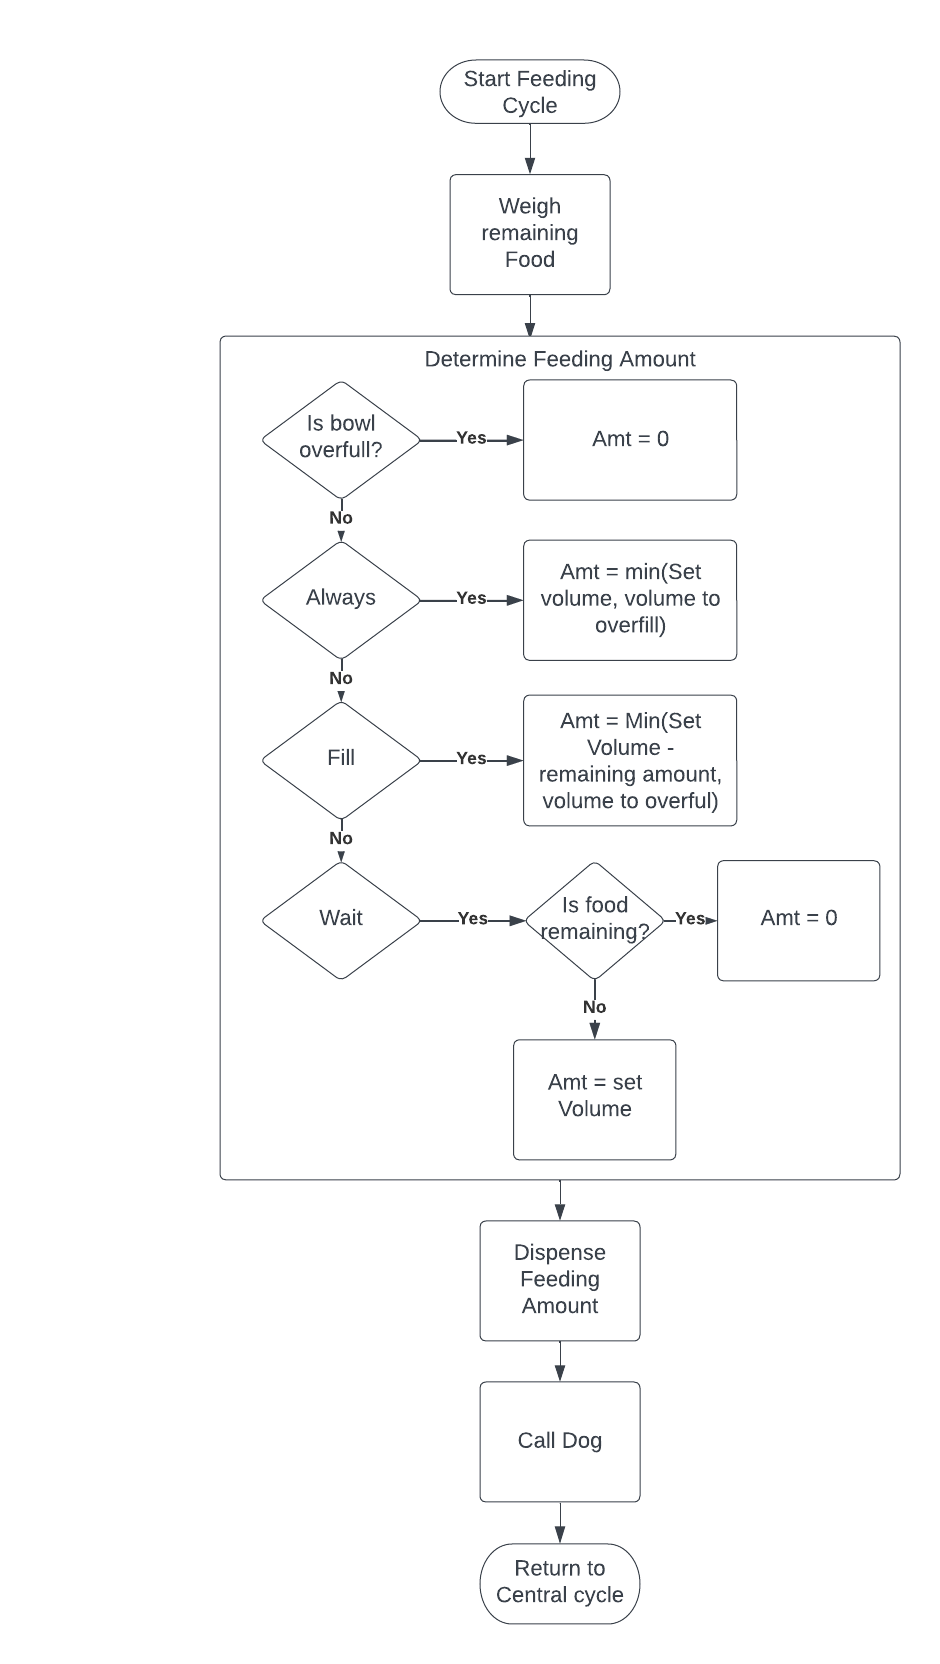 Start Feeding
Cycle
Weigh
remaining
Food
Determine Feeding Amount
Is bowl
overfull?
Yes
Amt = 0
No
Always
Yes
Amt = min(Set
volume, volume to
overfill)
No
Fill
Yes
Amt = Min(Set
Volume -
remaining amount,
volume to overful)
No
Wait
Yes
Is food
remaining?
Yes
Amt = 0
No
Amt = set
Volume
Dispense
Feeding
Amount
Call Dog
Return to
Central cycle